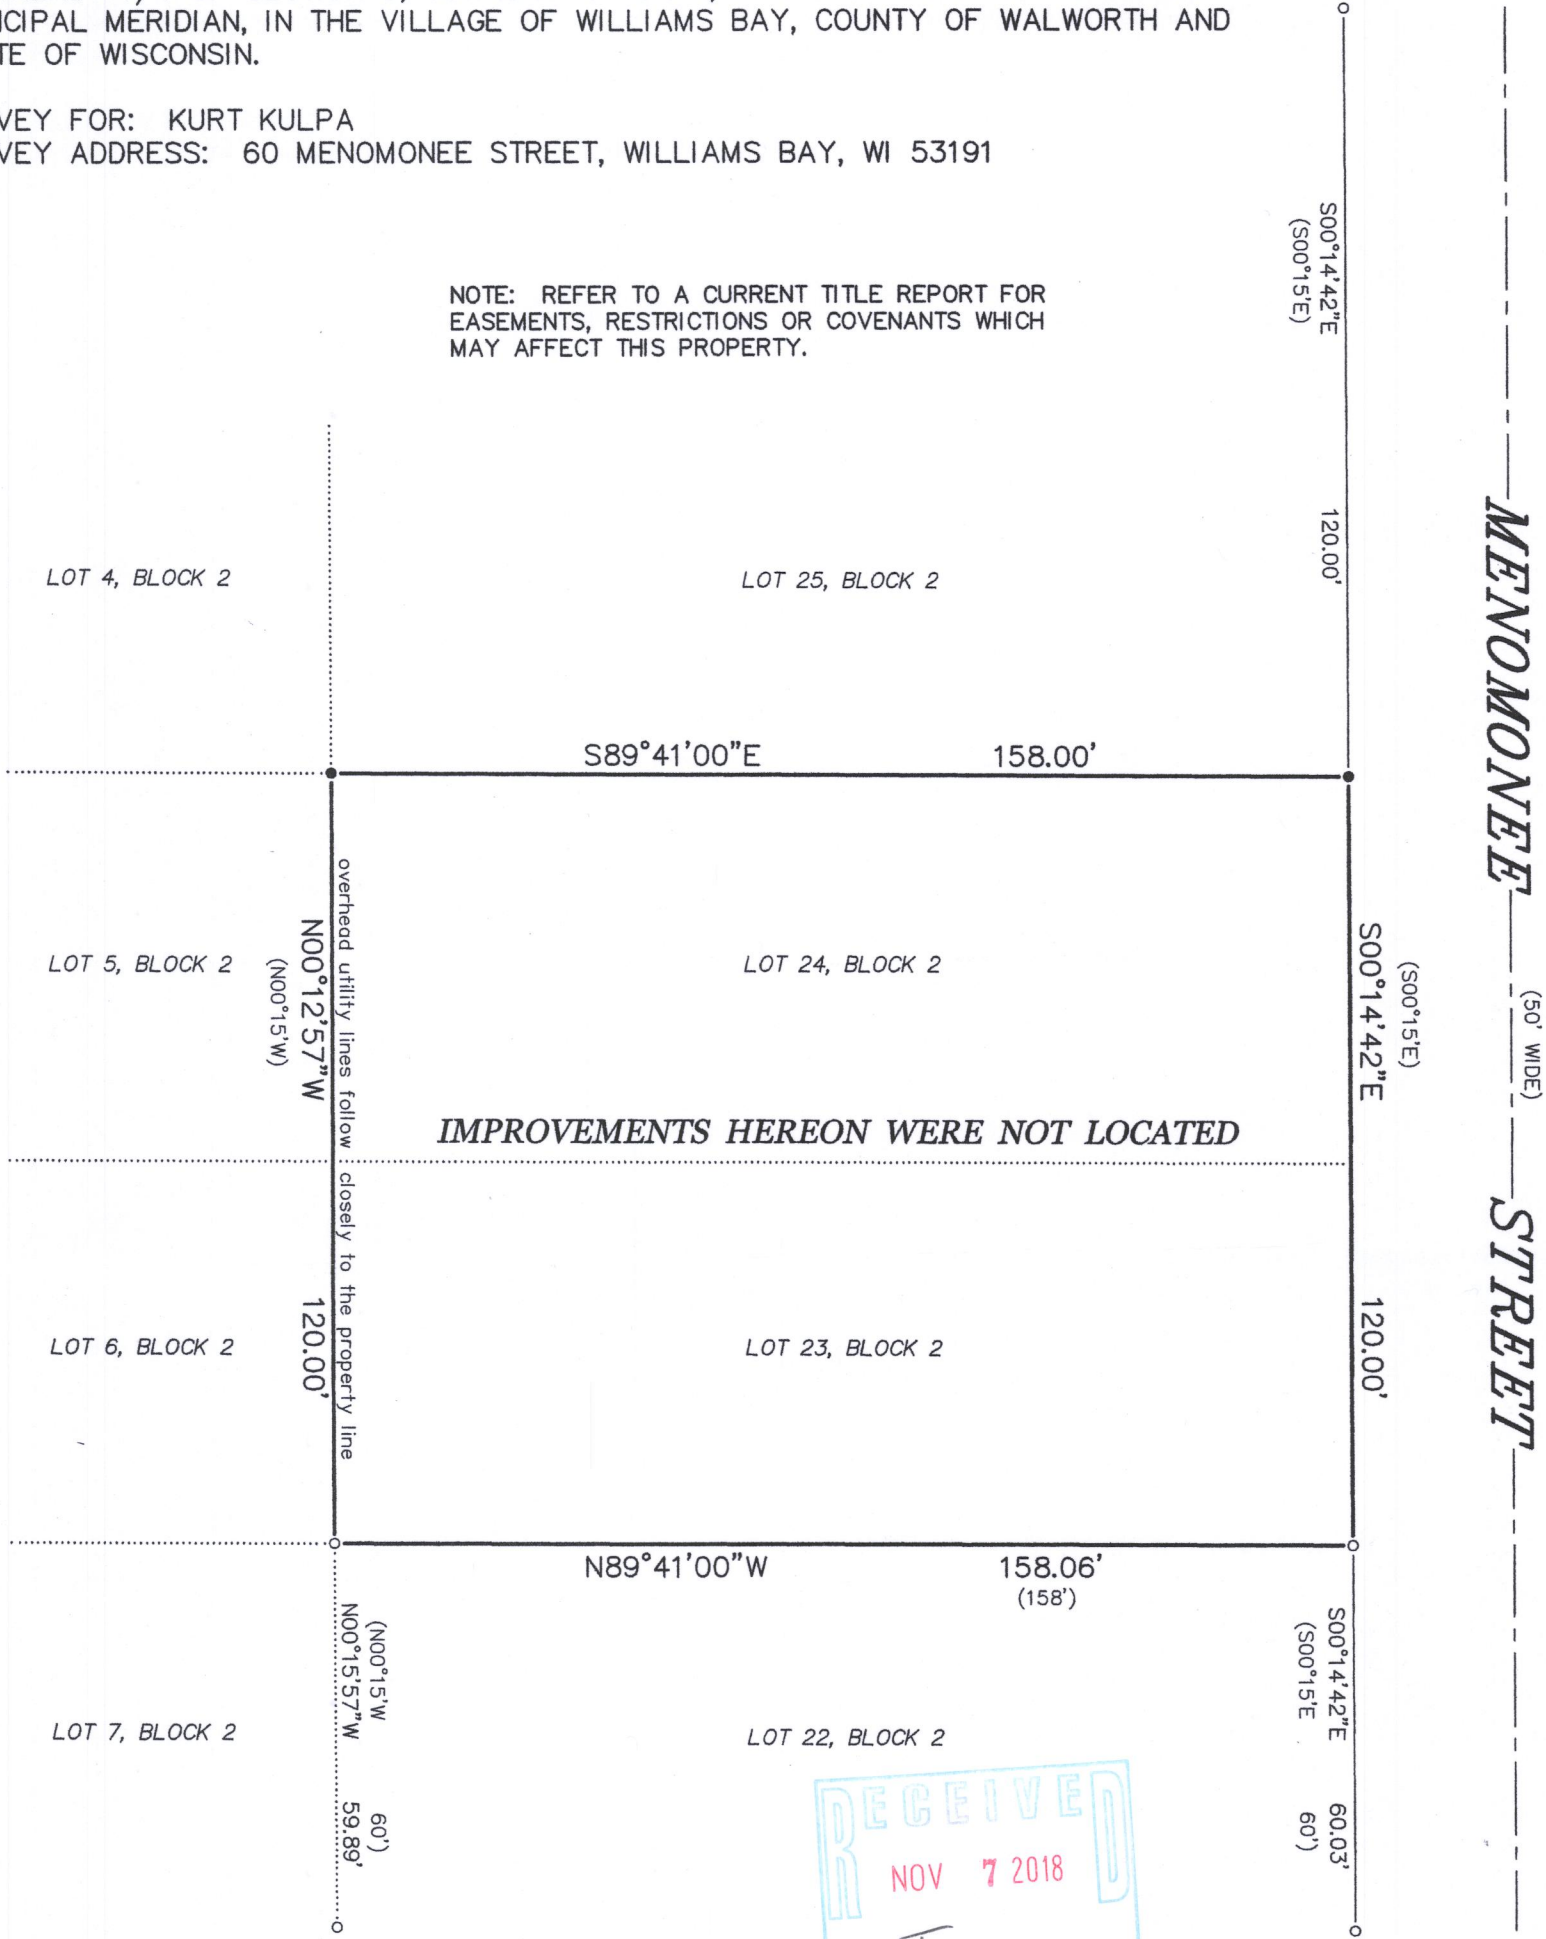 NCIPAL MERIDIAN, IN THE VILLAGE OF WILLIAMS BAY, COUNTY OF WALWORTH AND
TE OF WISCONSIN.
VEY FOR: KURT KULPA
VEY ADDRESS: 60 MENOMONEE STREET, WILLIAMS BAY, WI 53191
S00°14'42"E
(S00°15'E)
120.00'
NOTE: REFER TO A CURRENT TITLE REPORT FOR
EASEMENTS, RESTRICTIONS OR COVENANTS WHICH
MAY AFFECT THIS PROPERTY.
MENOMONEE
(50' WIDE)
STREET
LOT 4, BLOCK 2
LOT 25, BLOCK 2
S89°41'00"E 158.00'
LOT 5, BLOCK 2
(N00°15'W)
N00°12'57"W 120.00'
overhead utility lines follow closely to the property line
LOT 24, BLOCK 2
(S00°15'E)
S00°14'42"E 120.00'
IMPROVEMENTS HEREON WERE NOT LOCATED
LOT 6, BLOCK 2
LOT 23, BLOCK 2
N89°41'00"W 158.06'
(158')
(N00°15'W 60')
N00°15'57"W 59.89'
S00°14'42"E 60.03'
(S00°15'E 60')
LOT 7, BLOCK 2
LOT 22, BLOCK 2
RECEIVED
NOV 7 2018